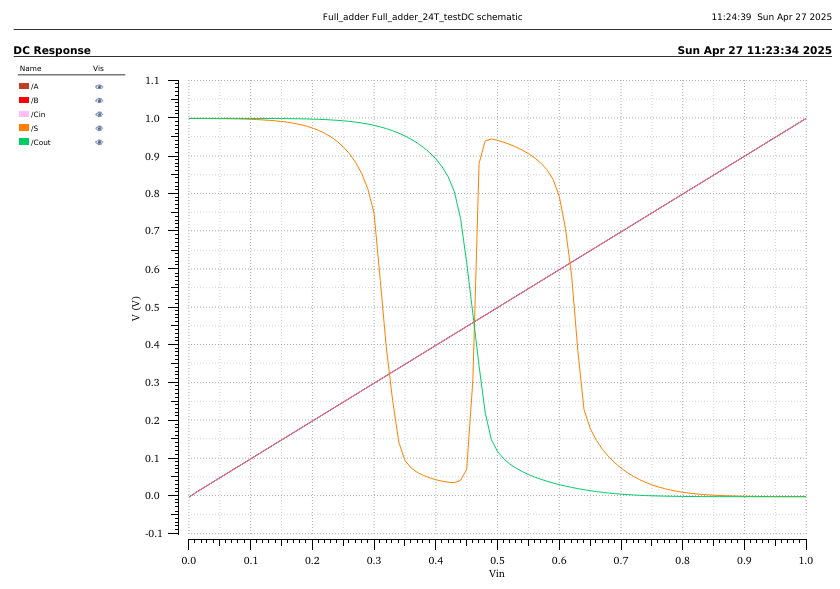 Full_adder Full_adder_24T_testDC schematic 11:24:39 Sun Apr 27 2025
DC Response Sun Apr 27 11:23:34 2025
Name Vis
/A
/B
/Cin
/S
/Cout
V (V)
1.1
1.0
0.9
0.8
0.7
0.6
0.5
0.4
0.3
0.2
0.1
0.0
-0.1
0.0 0.1 0.2 0.3 0.4 0.5 0.6 0.7 0.8 0.9 1.0
Vin